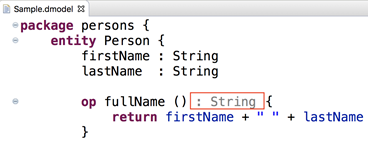 Sample.dmodel
package persons {
entity Person {
firstName : String
lastName : String
op fullName () : String {
return firstName + " " + lastName
}